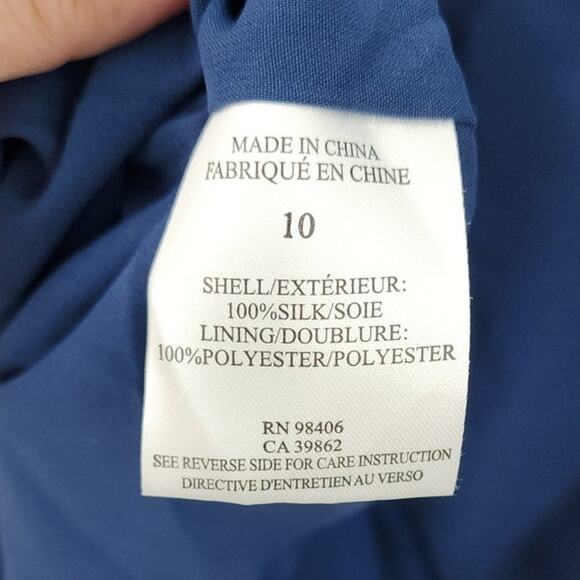 MADE IN CHINA
FABRIQUÉ EN CHINE
10
SHELL/EXTÉRIEUR:
100%SILK/SOIE
LINING/DOUBLURE:
100%POLYESTER/POLYESTER
RN 98406
CA 39862
SEE REVERSE SIDE FOR CARE INSTRUCTION
DIRECTIVE D'ENTRETIEN AU VERSO